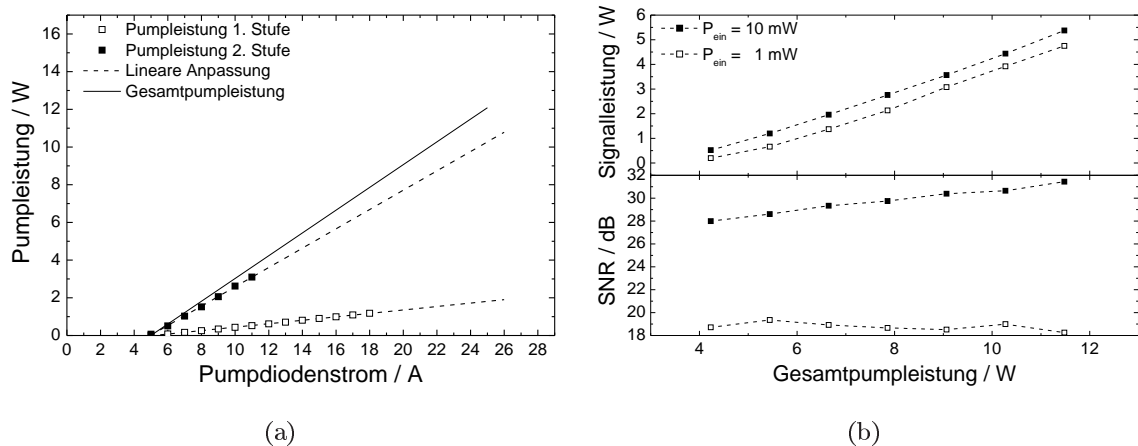 16
14
12
10
8
6
4
2
0
Pumpleistung / W
Pumpleistung 1. Stufe
Pumpleistung 2. Stufe
Lineare Anpassung
Gesamtpumpleistung
0 2 4 6 8 10 12 14 16 18 20 22 24 26 28
Pumpdiodenstrom / A
(a)
6
5
4
3
2
1
0
Signalleistung / W
P_ein = 10 mW
P_ein = 1 mW
32
30
28
26
24
22
20
18
SNR / dB
4 6 8 10 12
Gesamtpumpleistung / W
(b)